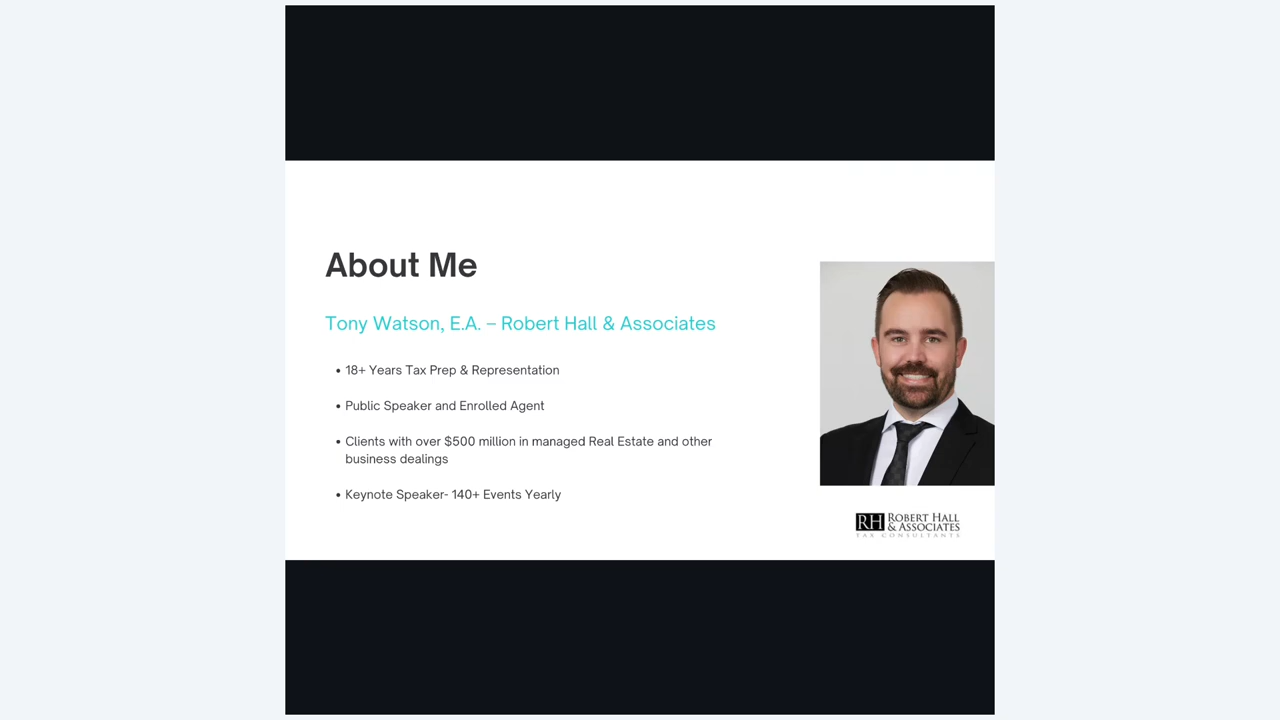 About Me
Tony Watson, E.A. – Robert Hall & Associates
• 18+ Years Tax Prep & Representation
• Public Speaker and Enrolled Agent
• Clients with over $500 million in managed Real Estate and other
business dealings
• Keynote Speaker- 140+ Events Yearly
RH ROBERT HALL
& ASSOCIATES
TAX CONSULTANTS